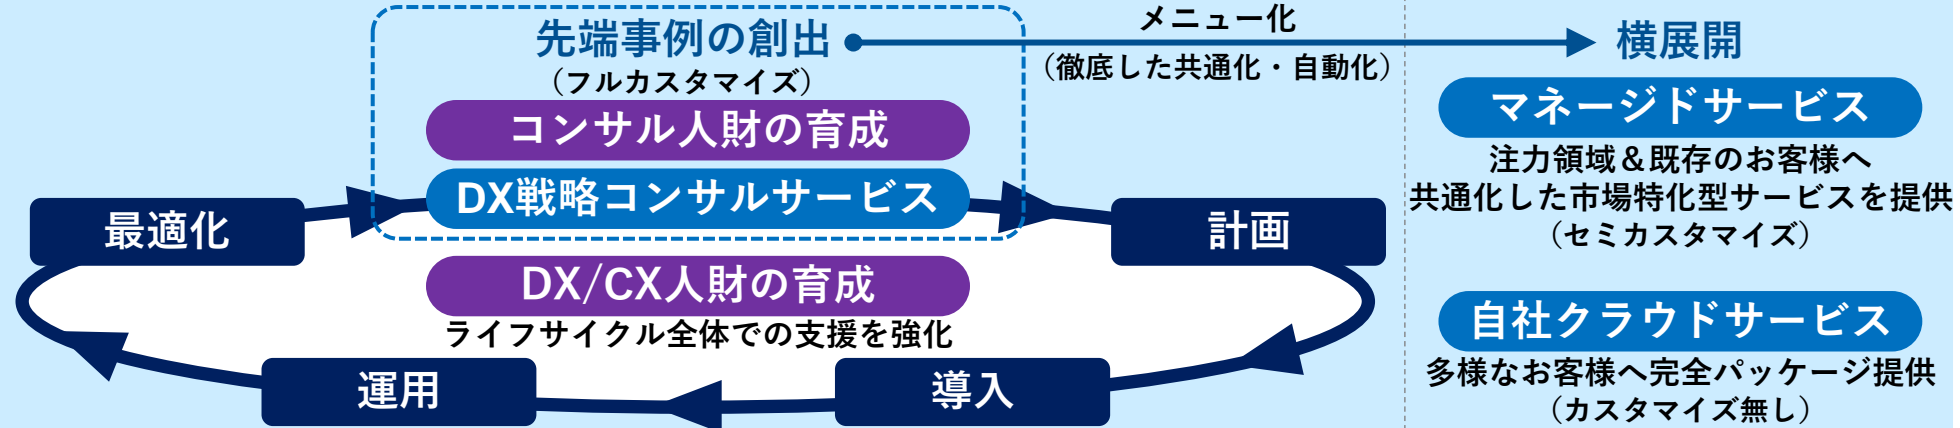 先端事例の創出
（フルカスタマイズ）
コンサル人財の育成
DX戦略コンサルサービス
メニュー化
（徹底した共通化・自動化）
最適化
計画
DX/CX人財の育成
ライフサイクル全体での支援を強化
運用
導入
横展開
マネージドサービス
注力領域＆既存のお客様へ
共通化した市場特化型サービスを提供
（セミカスタマイズ）
自社クラウドサービス
多様なお客様へ完全パッケージ提供
（カスタマイズ無し）